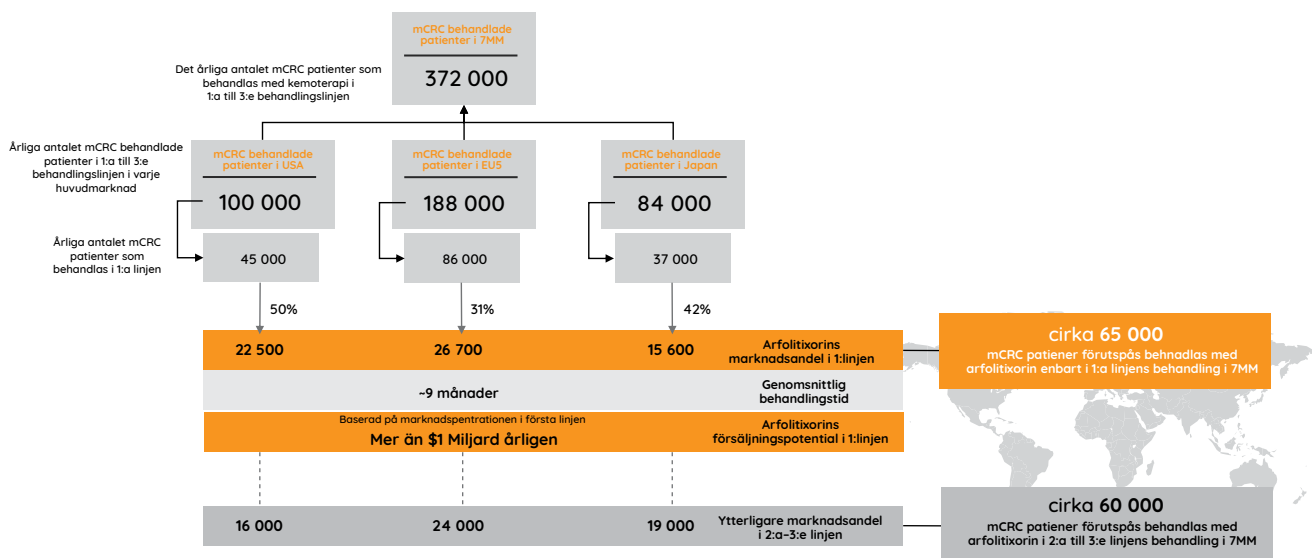 mCRC behandlade
patienter i 7MM
372 000
Det årliga antalet mCRC patienter som
behandlas med kemoterapi i
1:a till 3:e behandlingslinjen
Årliga antalet mCRC behandlade
patienter i 1:a till 3:e
behandlingslinjen i varje
huvudmarknad
mCRC behandlade
patienter i USA
100 000
mCRC behandlade
patienter i EU5
188 000
mCRC behandlade
patienter i Japan
84 000
Årliga antalet mCRC
patienter som
behandlas i 1:a linjen
45 000
86 000
37 000
50%
31%
42%
22 500
26 700
15 600
Arfolitixorins
marknadsandel i 1:linjen
cirka 65 000
mCRC patiener förutspås behnadlas med
arfolitixorin enbart i 1:a linjens behandling i 7MM
~9 månader
Genomsnittlig
behandlingstid
Baserad på marknadspentrationen i första linjen
Mer än $1 Miljard årligen
Arfolitixorins
försäljningspotential i 1:linjen
16 000
24 000
19 000
Ytterligare marknadsandel
i 2:a–3:e linjen
cirka 60 000
mCRC patiener förutspås behandlas med
arfolitixorin i 2:a till 3:e linjens behandling i 7MM